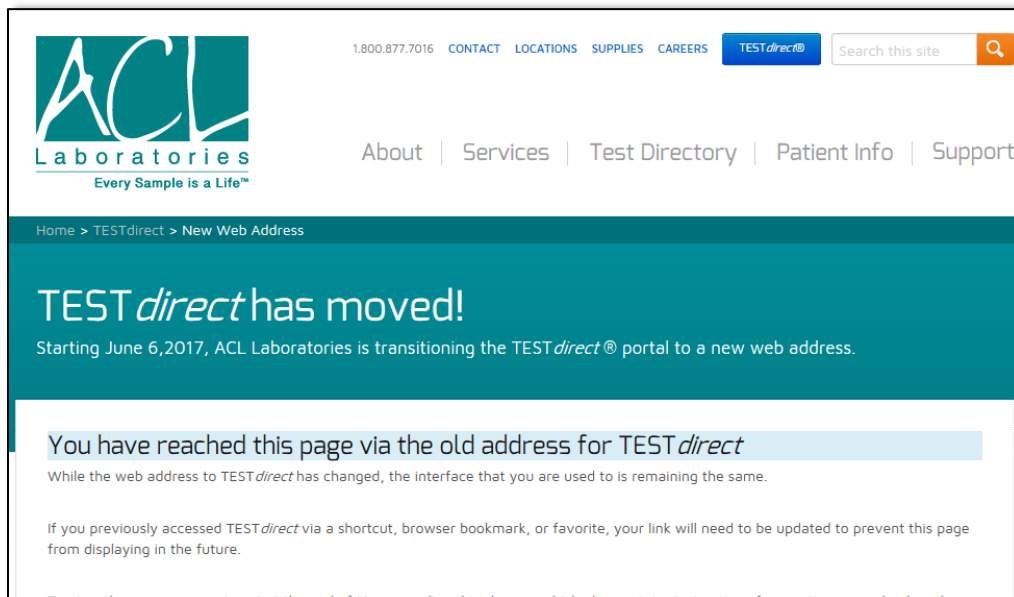 ACL
Laboratories
Every Sample is a Life™
1.800.877.7016 CONTACT LOCATIONS SUPPLIES CAREERS TESTdirect® Search this site
About Services Test Directory Patient Info Support
Home > TESTdirect > New Web Address
TESTdirect has moved!
Starting June 6,2017, ACL Laboratories is transitioning the TESTdirect ® portal to a new web address.
You have reached this page via the old address for TESTdirect
While the web address to TESTdirect has changed, the interface that you are used to is remaining the same.
If you previously accessed TESTdirect via a shortcut, browser bookmark, or favorite, your link will need to be updated to prevent this page
from displaying in the future.